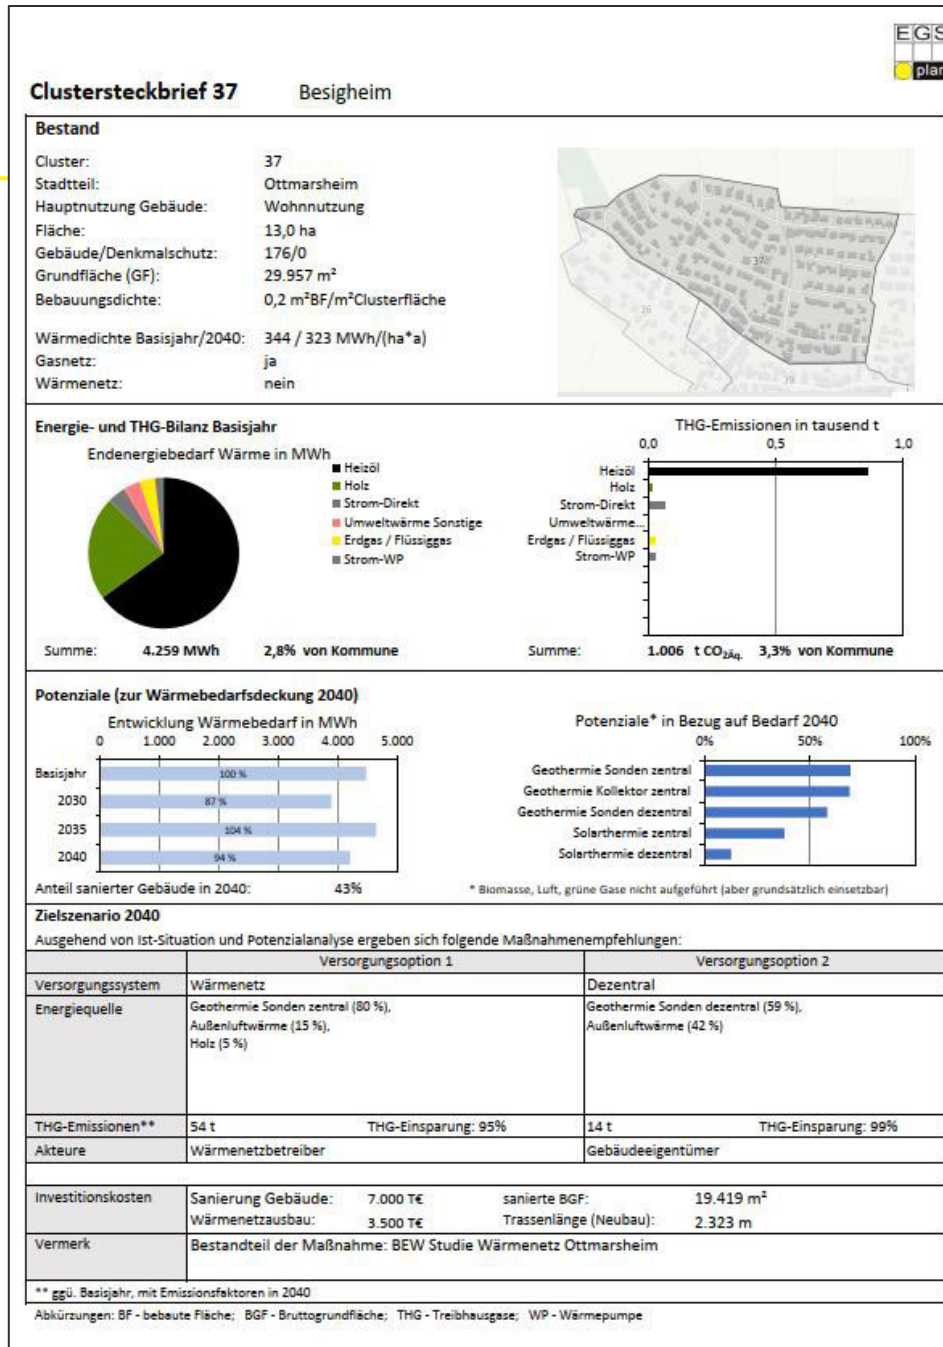 EGS
plan
Clustersteckbrief 37 Besigheim
Bestand
Cluster: 37
Stadtteil: Ottmarsheim
Hauptnutzung Gebäude: Wohnnutzung
Fläche: 13,0 ha
Gebäude/Denkmalschutz: 176/0
Grundfläche (GF): 29.957 m²
Bebauungsdichte: 0,2 m²BF/m²Clusterfläche
Wärmedichte Basisjahr/2040: 344 / 323 MWh/(ha*a)
Gasnetz: ja
Wärmenetz: nein
37
36
39
Energie- und THG-Bilanz Basisjahr
Endenergiebedarf Wärme in MWh
Heizöl
Holz
Strom-Direkt
Umweltwärme Sonstige
Erdgas / Flüssiggas
Strom-WP
Summe: 4.259 MWh 2,8% von Kommune
THG-Emissionen in tausend t
0,0 0,5 1,0
Heizöl
Holz
Strom-Direkt
Umweltwärme...
Erdgas / Flüssiggas
Strom-WP
Summe: 1.006 t CO2Äq. 3,3% von Kommune
Potenziale (zur Wärmebedarfsdeckung 2040)
Entwicklung Wärmebedarf in MWh
0 1.000 2.000 3.000 4.000 5.000
Basisjahr 100 %
2030 87 %
2035 104 %
2040 94 %
Anteil sanierter Gebäude in 2040: 43%
Potenziale* in Bezug auf Bedarf 2040
0% 50% 100%
Geothermie Sonden zentral
Geothermie Kollektor zentral
Geothermie Sonden dezentral
Solarthermie zentral
Solarthermie dezentral
* Biomasse, Luft, grüne Gase nicht aufgeführt (aber grundsätzlich einsetzbar)
Zielszenario 2040
Ausgehend von Ist-Situation und Potenzialanalyse ergeben sich folgende Maßnahmenempfehlungen:
Versorgungsoption 1 Versorgungsoption 2
Versorgungssystem Wärmenetz Dezentral
Energiequelle Geothermie Sonden zentral (80 %), Geothermie Sonden dezentral (59 %),
Außenluftwärme (15 %), Außenluftwärme (42 %)
Holz (5 %)
THG-Emissionen** 54 t THG-Einsparung: 95% 14 t THG-Einsparung: 99%
Akteure Wärmenetzbetreiber Gebäudeeigentümer
Investitionskosten Sanierung Gebäude: 7.000 T€ sanierte BGF: 19.419 m²
Wärmenetzausbau: 3.500 T€ Trassenlänge (Neubau): 2.323 m
Vermerk Bestandteil der Maßnahme: BEW Studie Wärmenetz Ottmarsheim
** ggü. Basisjahr, mit Emissionsfaktoren in 2040
Abkürzungen: BF - bebaute Fläche; BGF - Bruttogrundfläche; THG - Treibhausgase; WP - Wärmepumpe